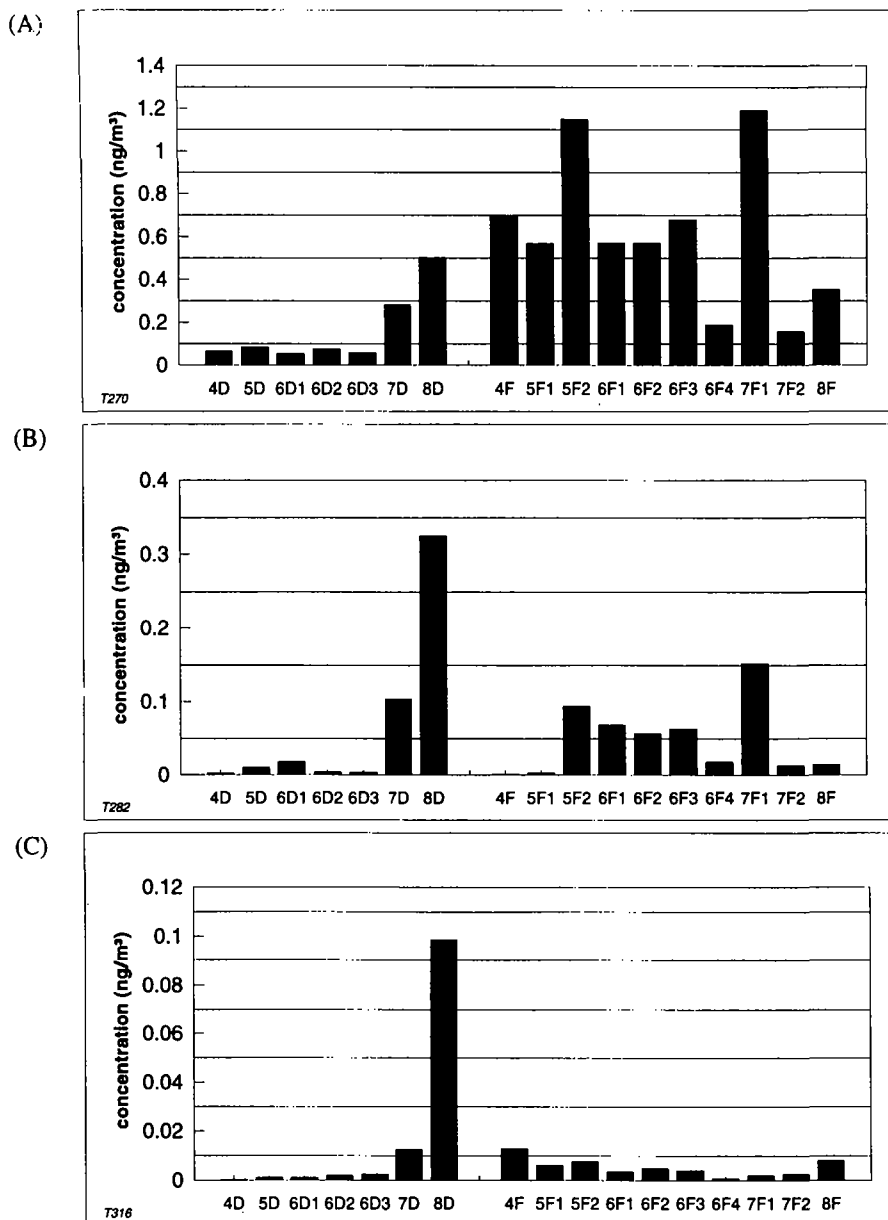 (A)
concentration (ng/m³)
1.4
1.2
1
0.8
0.6
0.4
0.2
0
4D 5D 6D1 6D2 6D3 7D 8D 4F 5F1 5F2 6F1 6F2 6F3 6F4 7F1 7F2 8F
T270
(B)
concentration (ng/m³)
0.4
0.3
0.2
0.1
0
4D 5D 6D1 6D2 6D3 7D 8D 4F 5F1 5F2 6F1 6F2 6F3 6F4 7F1 7F2 8F
T282
(C)
concentration (ng/m³)
0.12
0.1
0.08
0.06
0.04
0.02
0
4D 5D 6D1 6D2 6D3 7D 8D 4F 5F1 5F2 6F1 6F2 6F3 6F4 7F1 7F2 8F
T316